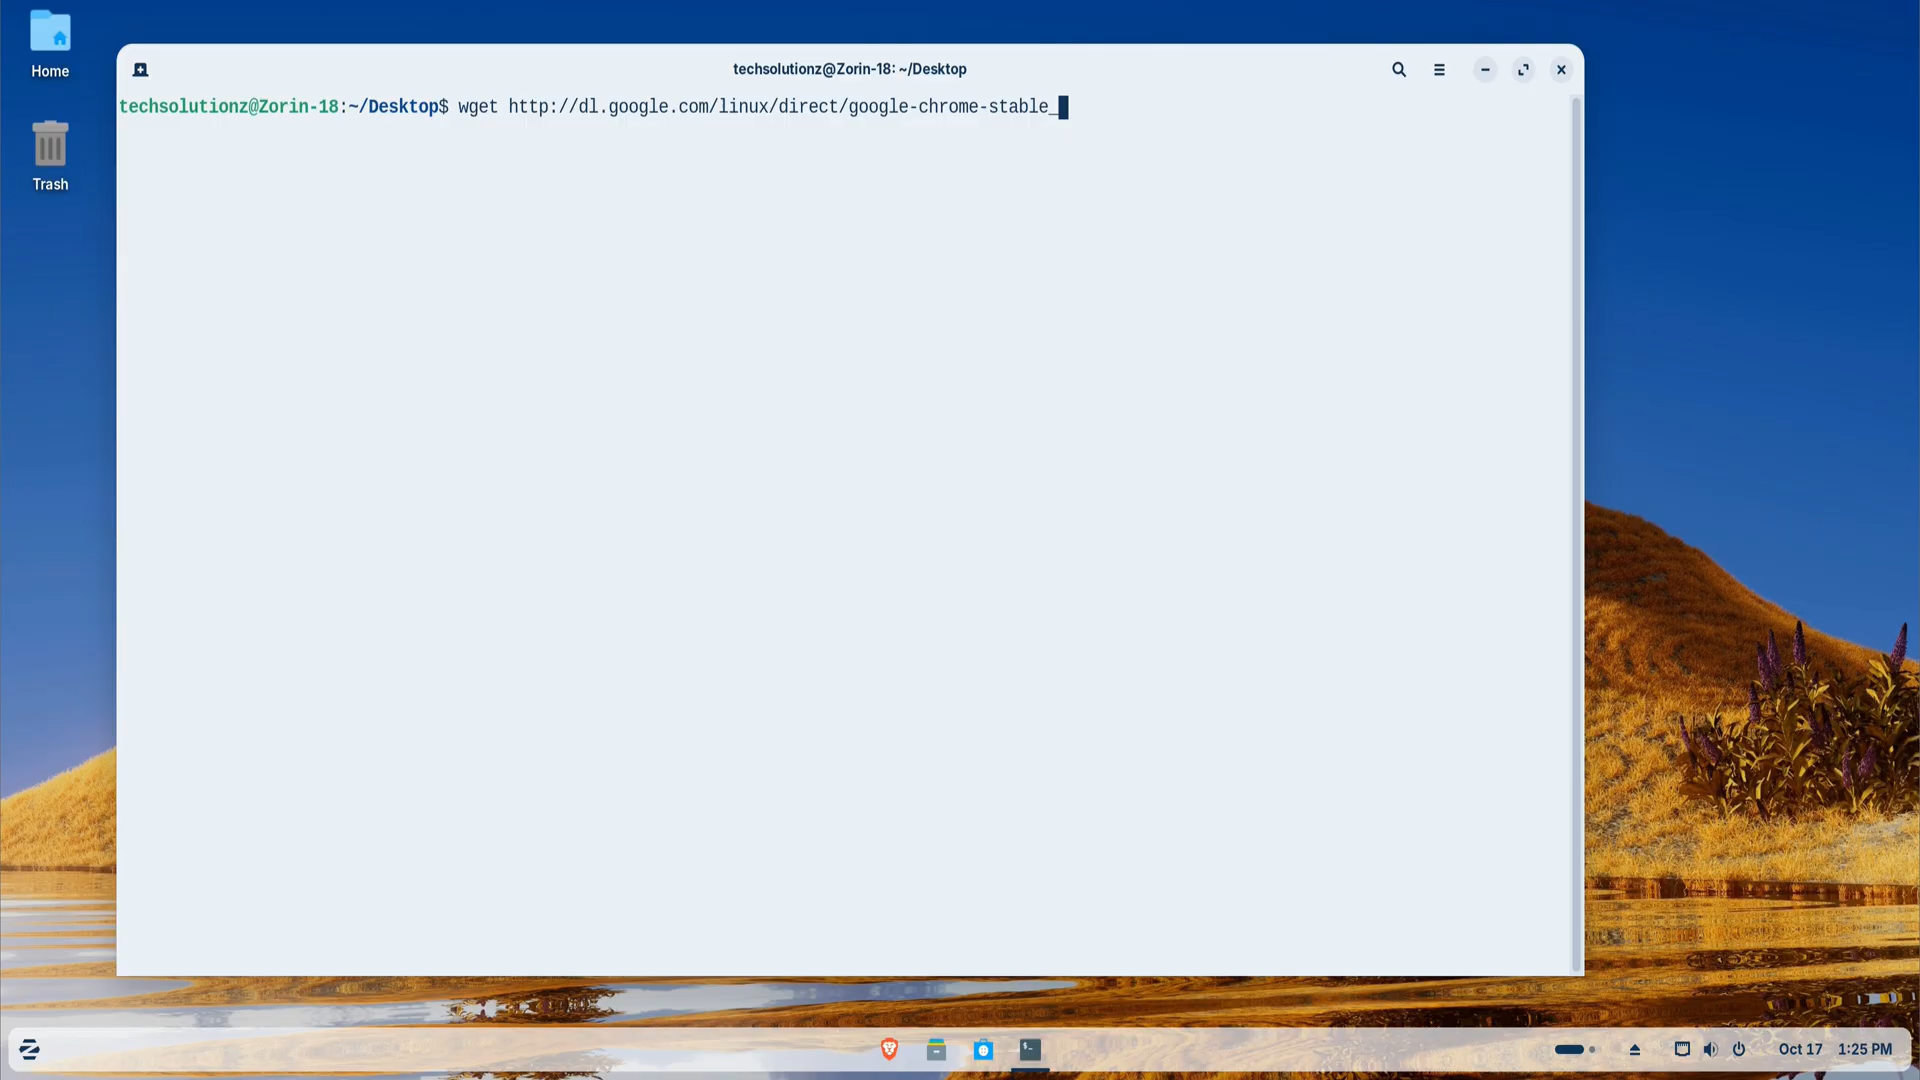 Home
Trash
techsolutionz@Zorin-18: ~/Desktop
techsolutionz@Zorin-18:~/Desktop$ wget http://dl.google.com/linux/direct/google-chrome-stable_
Oct 17 1:25 PM